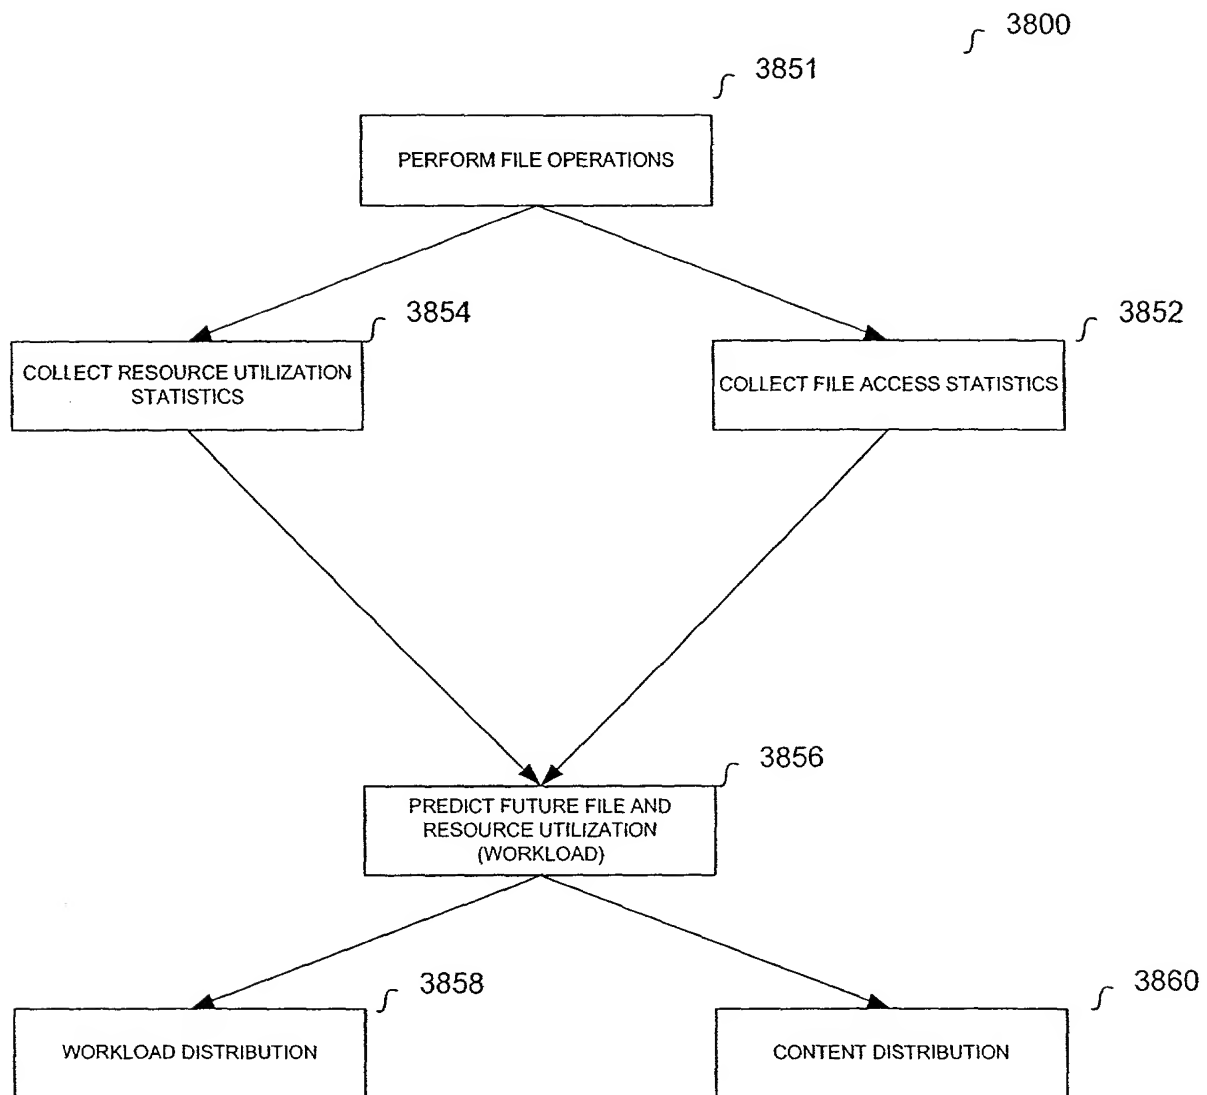 3800
3851
PERFORM FILE OPERATIONS
3854
3852
COLLECT RESOURCE UTILIZATION
STATISTICS
COLLECT FILE ACCESS STATISTICS
3856
PREDICT FUTURE FILE AND
RESOURCE UTILIZATION
(WORKLOAD)
3858
3860
WORKLOAD DISTRIBUTION
CONTENT DISTRIBUTION